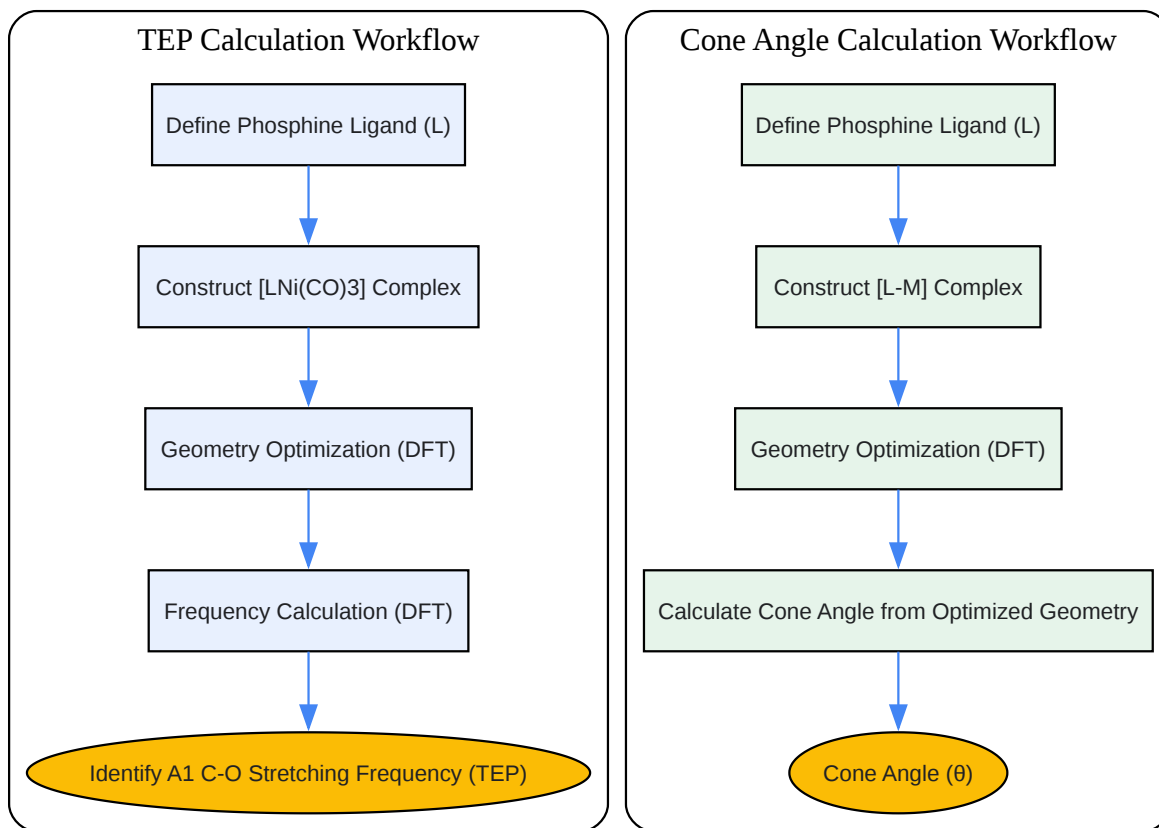 TEP Calculation Workflow
Define Phosphine Ligand (L)
Construct [LNi(CO)3] Complex
Geometry Optimization (DFT)
Frequency Calculation (DFT)
Identify A1 C-O Stretching Frequency (TEP)
Cone Angle Calculation Workflow
Define Phosphine Ligand (L)
Construct [L-M] Complex
Geometry Optimization (DFT)
Calculate Cone Angle from Optimized Geometry
Cone Angle (θ)